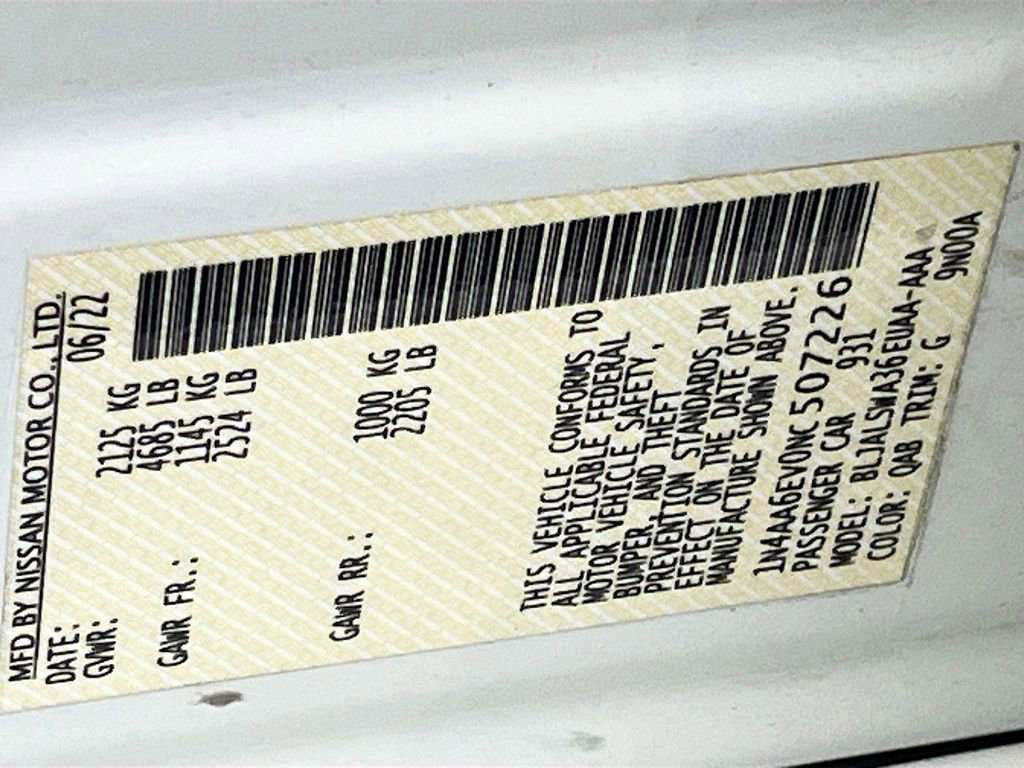 MFD BY NISSAN MOTOR CO., LTD.
DATE: 06/22
GVWR: 2125 KG
4685 LB
GAWR FR.: 1145 KG
2524 LB
GAWR RR.: 1000 KG
2205 LB
THIS VEHICLE CONFORMS TO
ALL APPLICABLE FEDERAL
MOTOR VEHICLE SAFETY,
BUMPER, AND THEFT
PREVENTION STANDARDS IN
EFFECT ON THE DATE OF
MANUFACTURE SHOWN ABOVE.
1N4AA6EV0NC507226
PASSENGER CAR 931
MODEL: BLJALSWA36EUAA-AAA
COLOR: QAB TRIM: G 9N00A